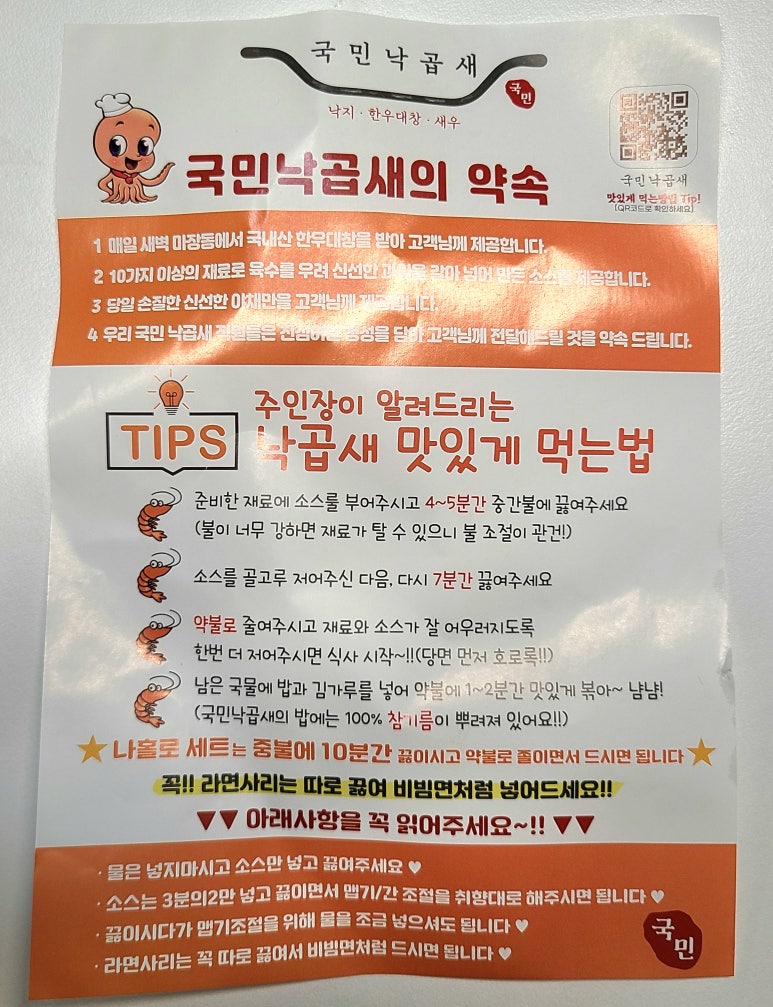 국민낙곱새
국민
낙지·한우대창·새우
국민낙곱새
맛있게 먹는방법 Tip!
(QR코드로 확인하세요)
국민낙곱새의 약속
1 매일 새벽 마장동에서 국내산 한우대창을 받아 고객님께 제공합니다.
2 10가지 이상의 재료로 육수를 우려 신선한 갈아 넣어 만든 소스를 제공합니다.
3 당일 손질한 신선한 야채만을 고객님께 제공합니다.
4 우리 국민 낙곱새 직원들은 정성을 담아 고객님께 전달해드릴 것을 약속 드립니다.
TIPS
주인장이 알려드리는
낙곱새 맛있게 먹는법
준비한 재료에 소스를 부어주시고 4~5분간 중간불에 끓여주세요
(불이 너무 강하면 재료가 탈 수 있으니 불 조절이 관건!)
소스를 골고루 저어주신 다음, 다시 7분간 끓여주세요
약불로 줄여주시고 재료와 소스가 잘 어우러지도록
한번 더 저어주시면 식사 시작~!!(당면 먼저 호로록!!)
남은 국물에 밥과 김가루를 넣어 약불에 1~2분간 맛있게 볶아~ 냠냠!
(국민낙곱새의 밥에는 100% 참기름이 뿌려져 있어요!!)
★ 나홀로 세트는 중불에 10분간 끓이시고 약불로 졸이면서 드시면 됩니다 ★
꼭!! 라면사리는 따로 끓여 비빔면처럼 넣어드세요!!
▼▼ 아래사항을 꼭 읽어주세요~!! ▼▼
· 물은 넣지마시고 소스만 넣고 끓여주세요 ♥
· 소스는 3분의2만 넣고 끓이면서 맵기/간 조절을 취향대로 해주시면 됩니다 ♥
· 끓이시다가 맵기조절을 위해 물을 조금 넣으셔도 됩니다 ♥
· 라면사리는 꼭 따로 끓여서 비빔면처럼 드시면 됩니다 ♥
국민